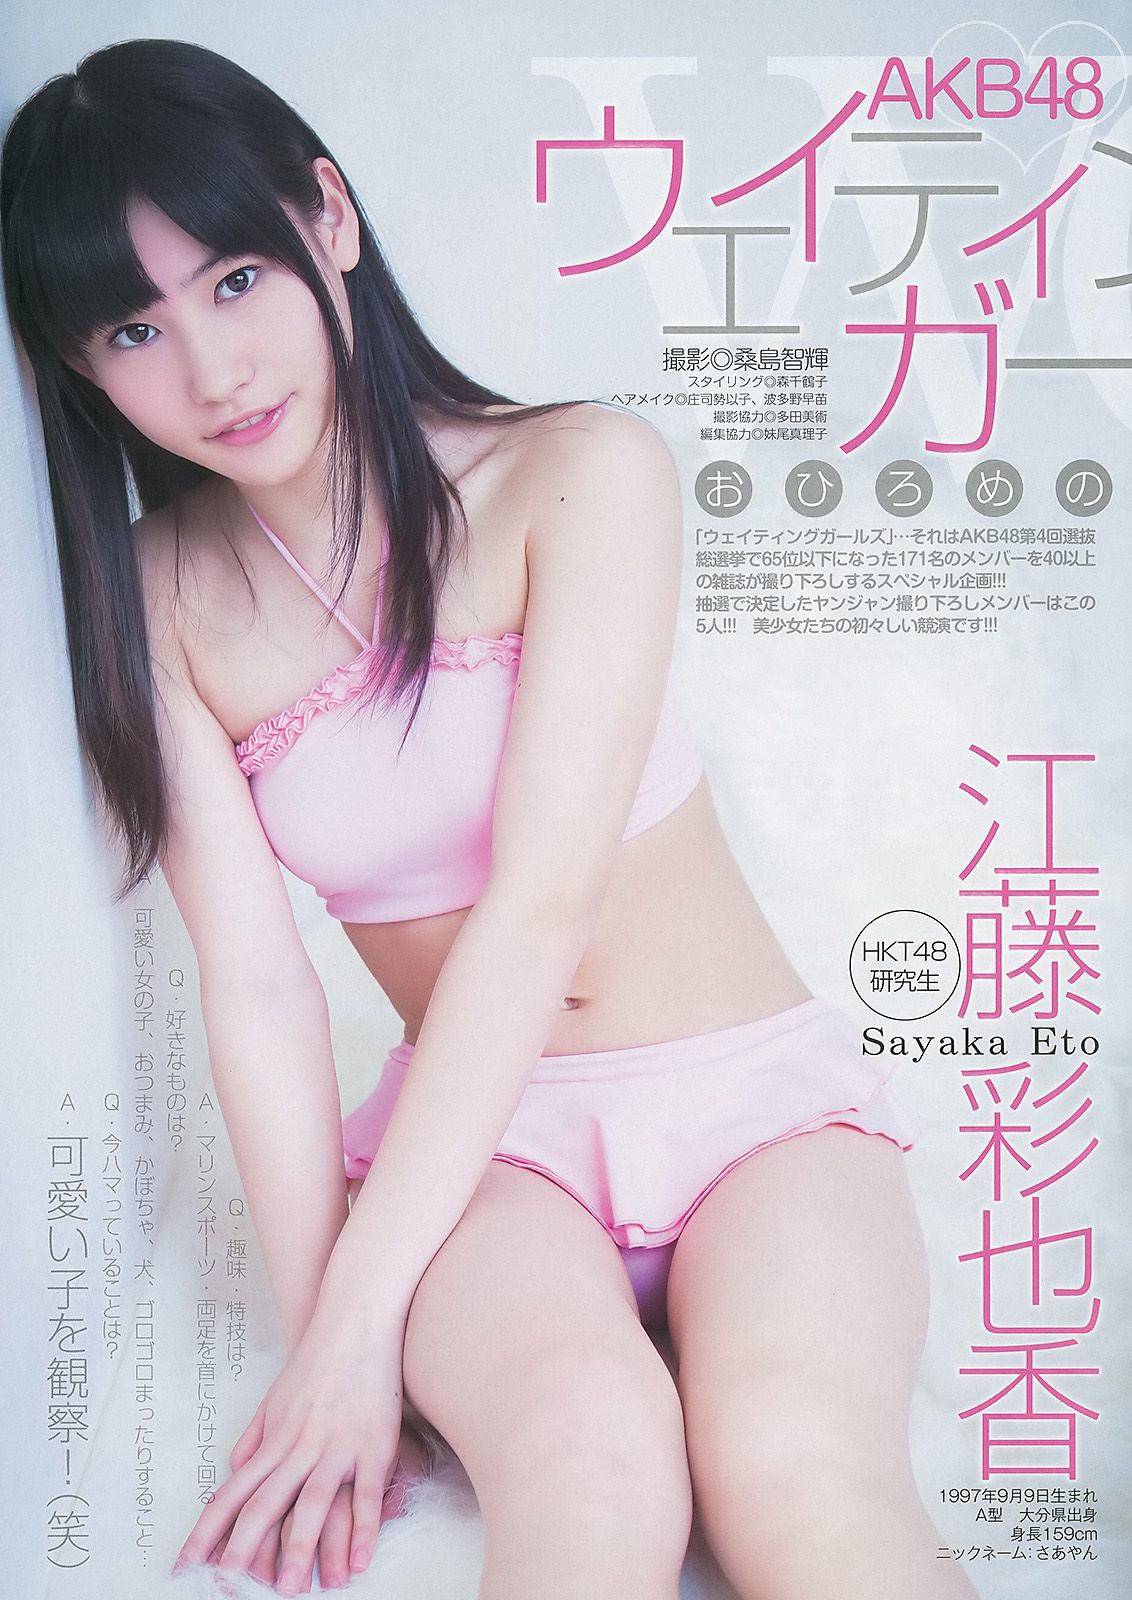 AKB48
ウェイティン
ガー
撮影◎桑島智輝
スタイリング◎森千鶴子
ヘアメイク◎庄司勢以子、波多野早苗
撮影協力◎多田美術
編集協力◎妹尾真理子
おひろめの
「ウェイティングガールズ」…それはAKB48第4回選抜
総選挙で65位以下になった171名のメンバーを40以上
の雑誌が撮り下ろしするスペシャル企画!!!
抽選で決定したヤンジャン撮り下ろしメンバーはこの
5人!!!　美少女たちの初々しい競演です!!!
江藤彩也香
HKT48
研究生
Sayaka Eto
1997年9月9日生まれ
A型　大分県出身
身長159cm
ニックネーム：さあやん
Q・趣味・特技は?
A・マリンスポーツ・両足を首にかけて回る
Q・好きなものは?
A・可愛い女の子、おつまみ、かぼちゃ、犬、ゴロゴロまったりすること…
Q・今ハマっていることは?
A・可愛い子を観察！(笑)